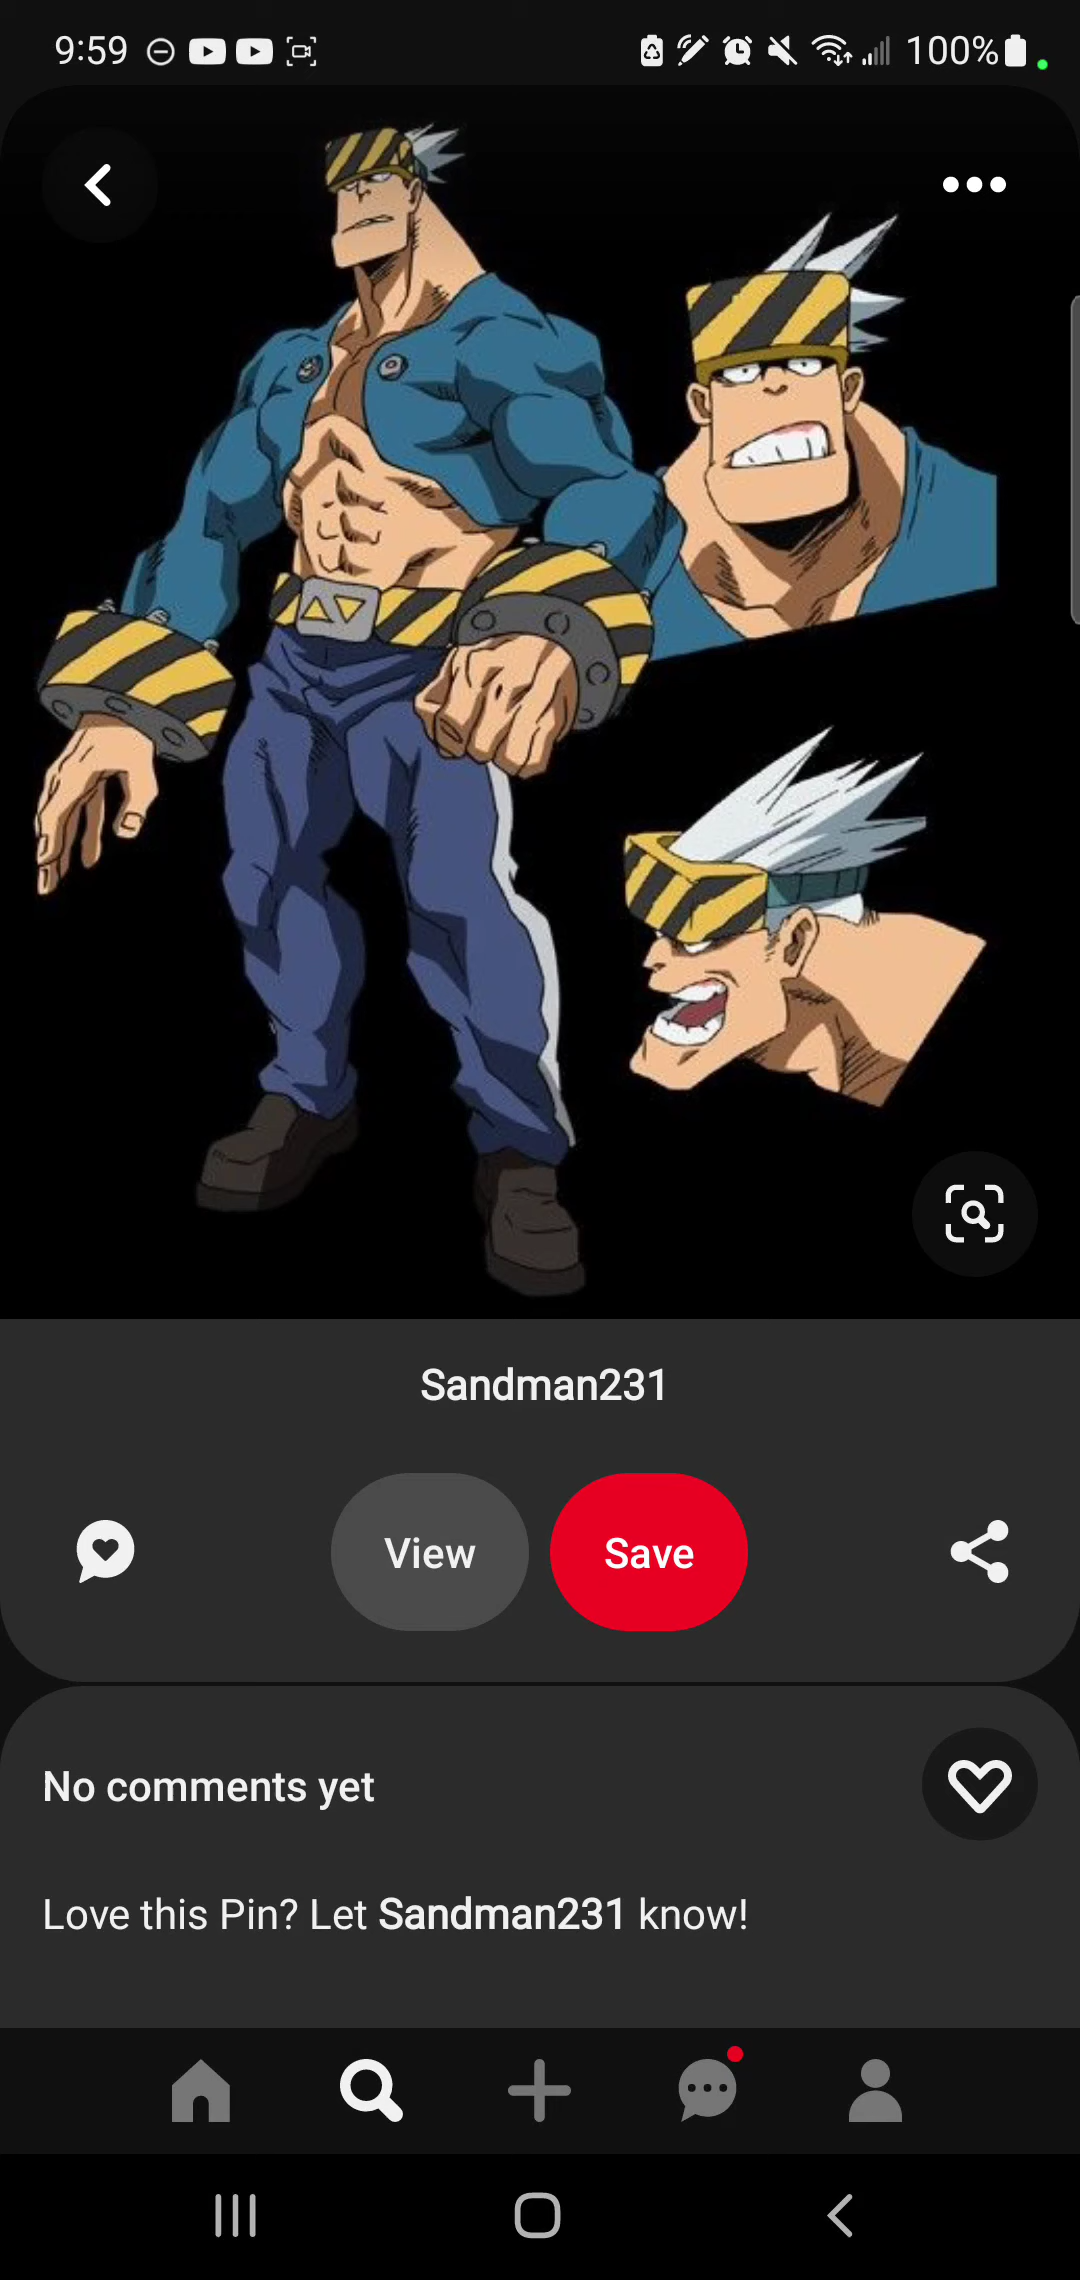 9:59
100%
Sandman231
View
Save
No comments yet
Love this Pin? Let Sandman231 know!